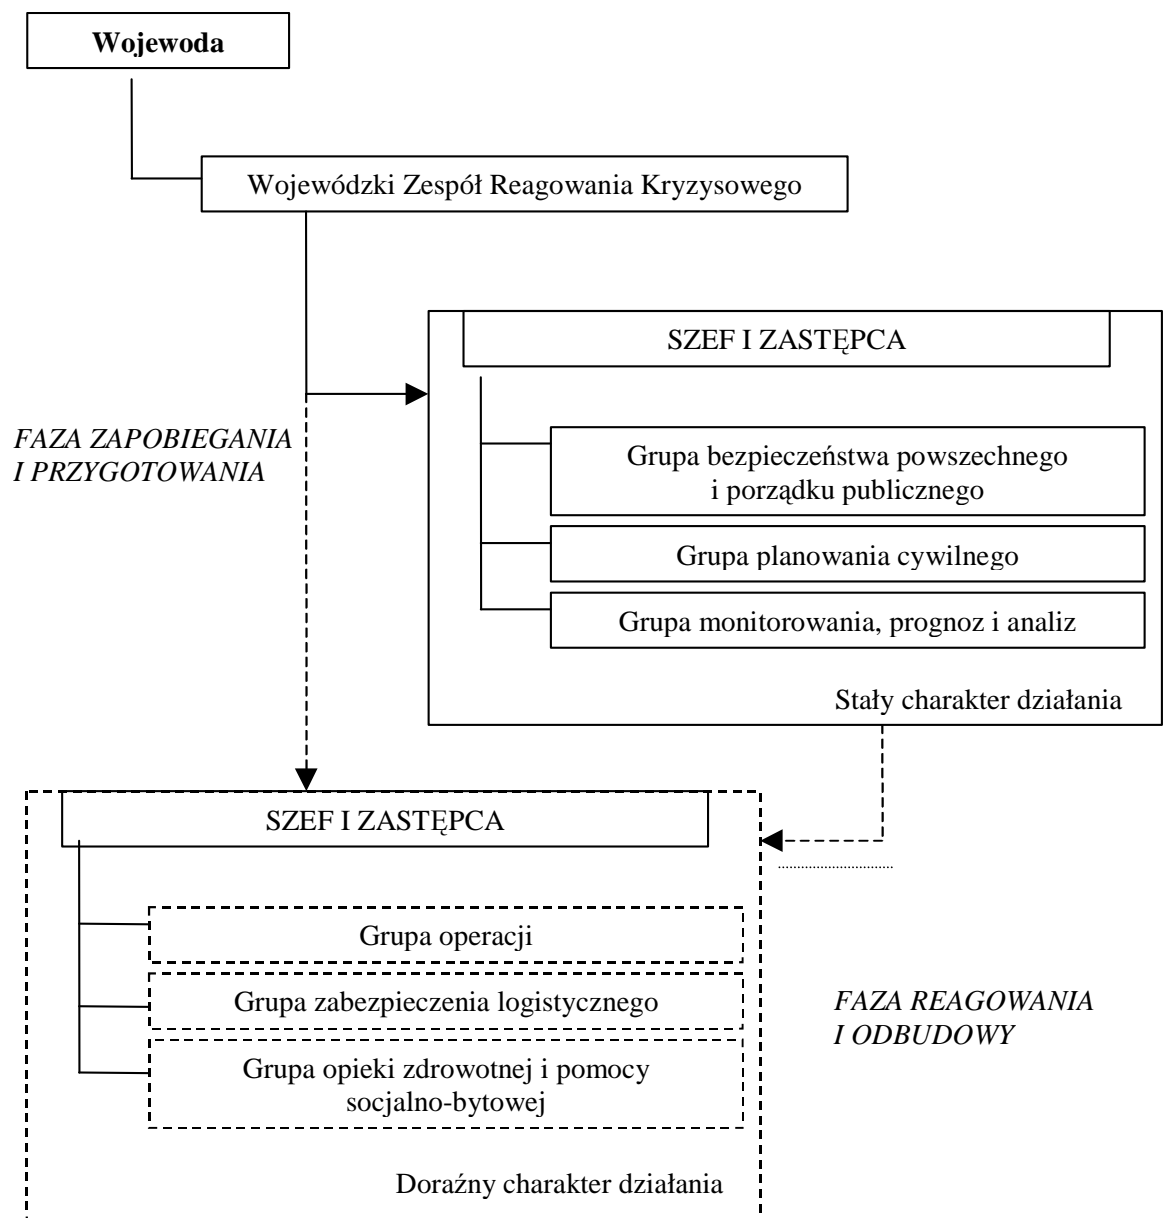 Wojewoda
Wojewódzki Zespół Reagowania Kryzysowego
SZEF I ZASTĘPCA
FAZA ZAPOBIEGANIA
I PRZYGOTOWANIA
Grupa bezpieczeństwa powszechnego
i porządku publicznego
Grupa planowania cywilnego
Grupa monitorowania, prognoz i analiz
Stały charakter działania
SZEF I ZASTĘPCA
Grupa operacji
Grupa zabezpieczenia logistycznego
Grupa opieki zdrowotnej i pomocy
socjalno-bytowej
FAZA REAGOWANIA
I ODBUDOWY
Doraźny charakter działania